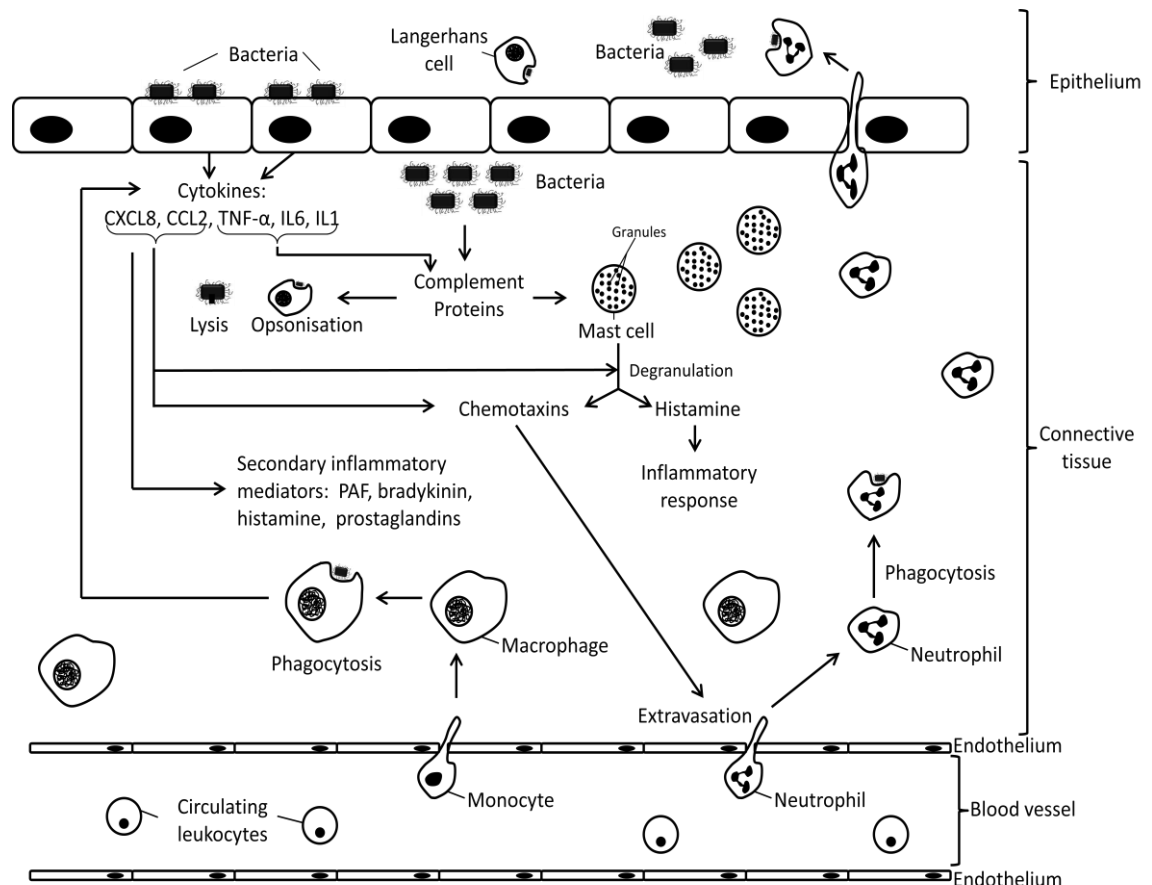 Bacteria
Langerhans
cell
Bacteria
Epithelium
Cytokines:
CXCL8, CCL2, TNF-α, IL6, IL1
Bacteria
Granules
Complement
Proteins
Lysis
Opsonisation
Mast cell
Degranulation
Chemotaxins
Histamine
Connective
tissue
Secondary inflammatory
mediators: PAF, bradykinin,
histamine, prostaglandins
Inflammatory
response
Phagocytosis
Macrophage
Phagocytosis
Neutrophil
Extravasation
Endothelium
Monocyte
Neutrophil
Circulating
leukocytes
Blood vessel
Endothelium